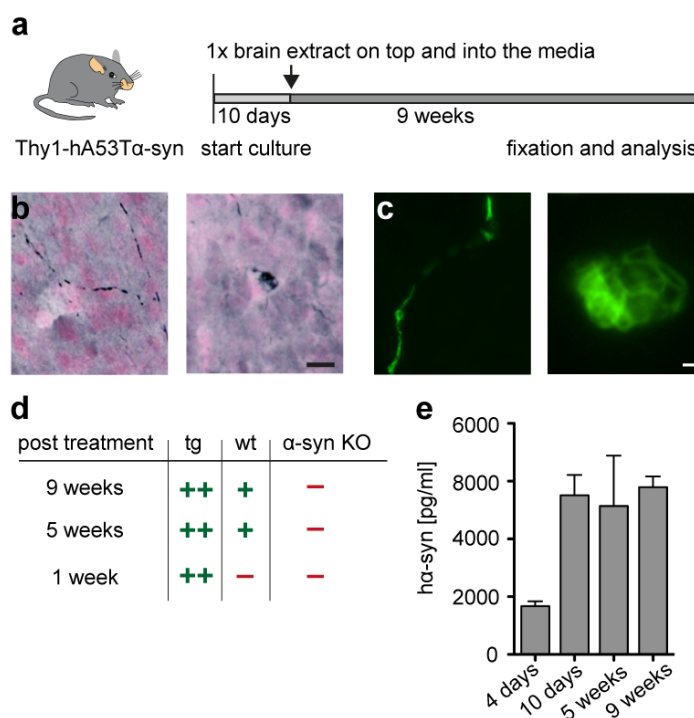 a
1x brain extract on top and into the media
10 days 9 weeks
Thy1-hA53Tα-syn start culture fixation and analysis
b
c
d
post treatment tg wt α-syn KO
9 weeks ++ + −
5 weeks ++ + −
1 week ++ − −
e
hα-syn [pg/ml]
6000
8000
4000
2000
0
4 days
10 days
5 weeks
9 weeks